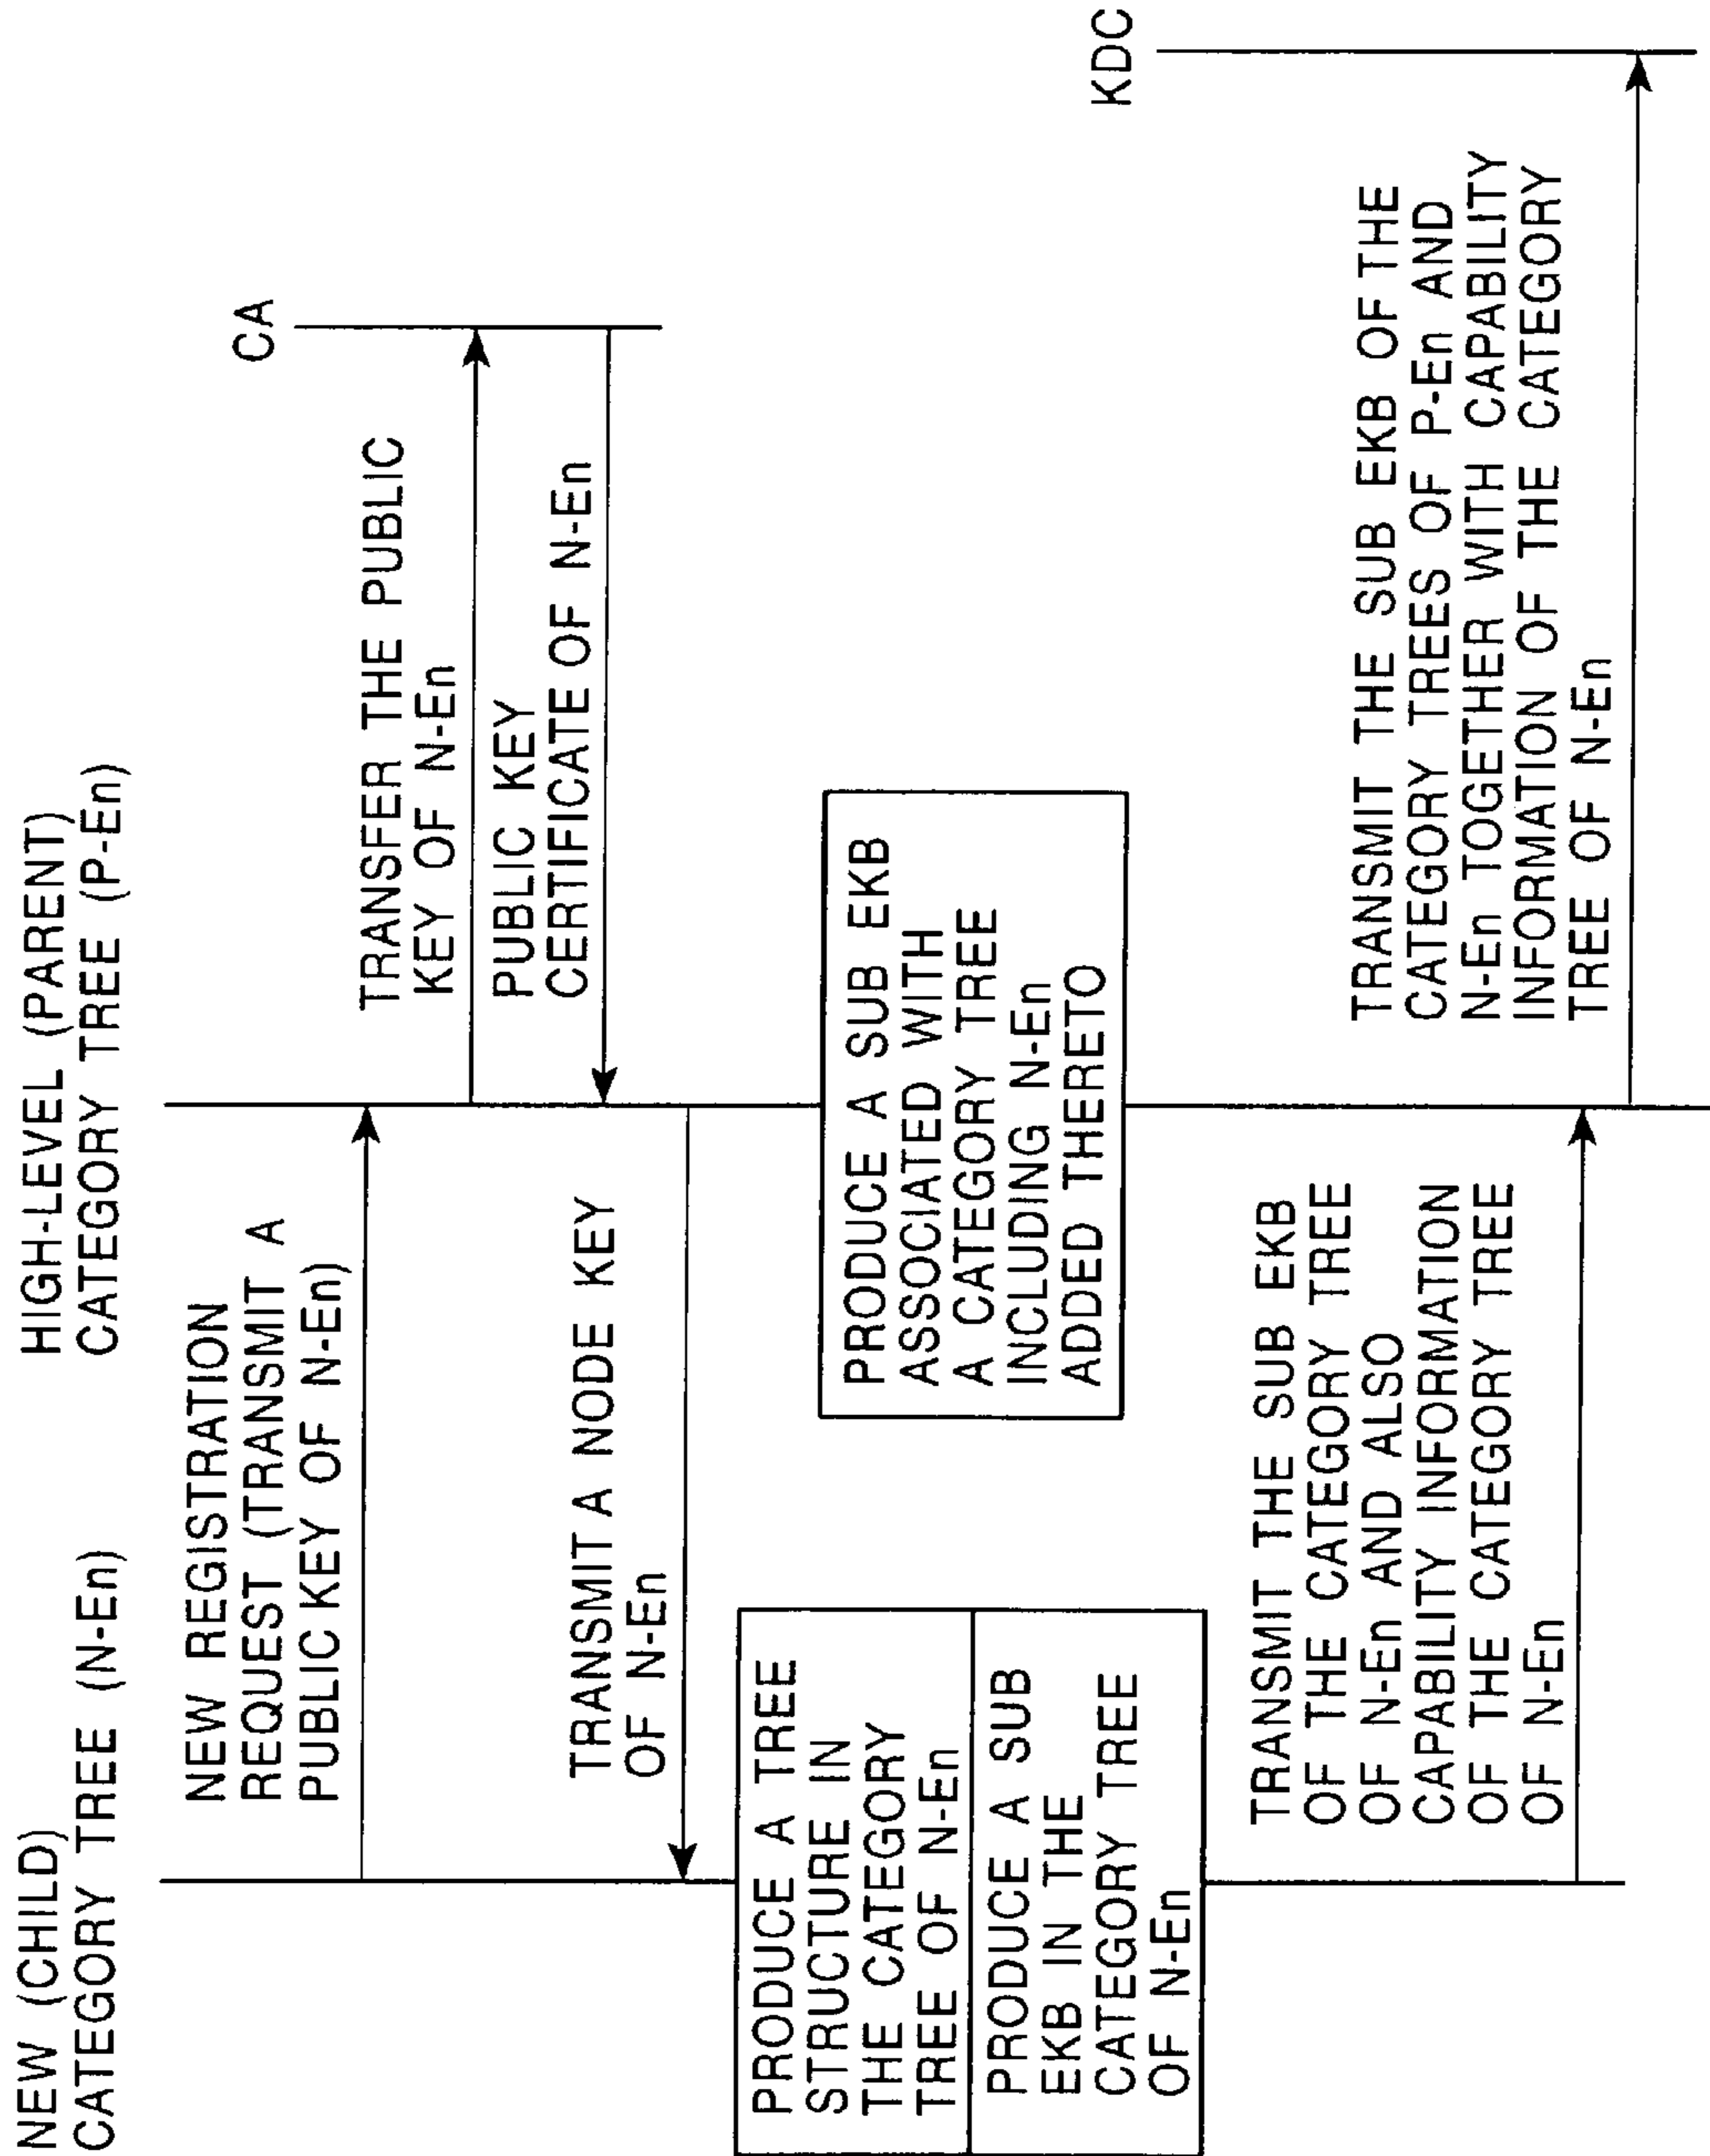 NEW (CHILD)
CATEGORY TREE (N-En)
HIGH-LEVEL (PARENT)
CATEGORY TREE (P-En)
CA
KDC
NEW REGISTRATION
REQUEST (TRANSMIT A
PUBLIC KEY OF N-En)
TRANSFER THE PUBLIC
KEY OF N-En
PUBLIC KEY
CERTIFICATE OF N-En
TRANSMIT A NODE KEY
OF N-En
PRODUCE A TREE
STRUCTURE IN
THE CATEGORY
TREE OF N-En
PRODUCE A SUB
EKB IN THE
CATEGORY TREE
OF N-En
PRODUCE A SUB EKB
ASSOCIATED WITH
A CATEGORY TREE
INCLUDING N-En
ADDED THERETO
TRANSMIT THE SUB EKB
OF THE CATEGORY TREE
OF N-En AND ALSO
CAPABILITY INFORMATION
OF THE CATEGORY TREE
OF N-En
TRANSMIT THE SUB EKB OF THE
CATEGORY TREES OF P-En AND
N-En TOGETHER WITH CAPABILITY
INFORMATION OF THE CATEGORY
TREE OF N-En